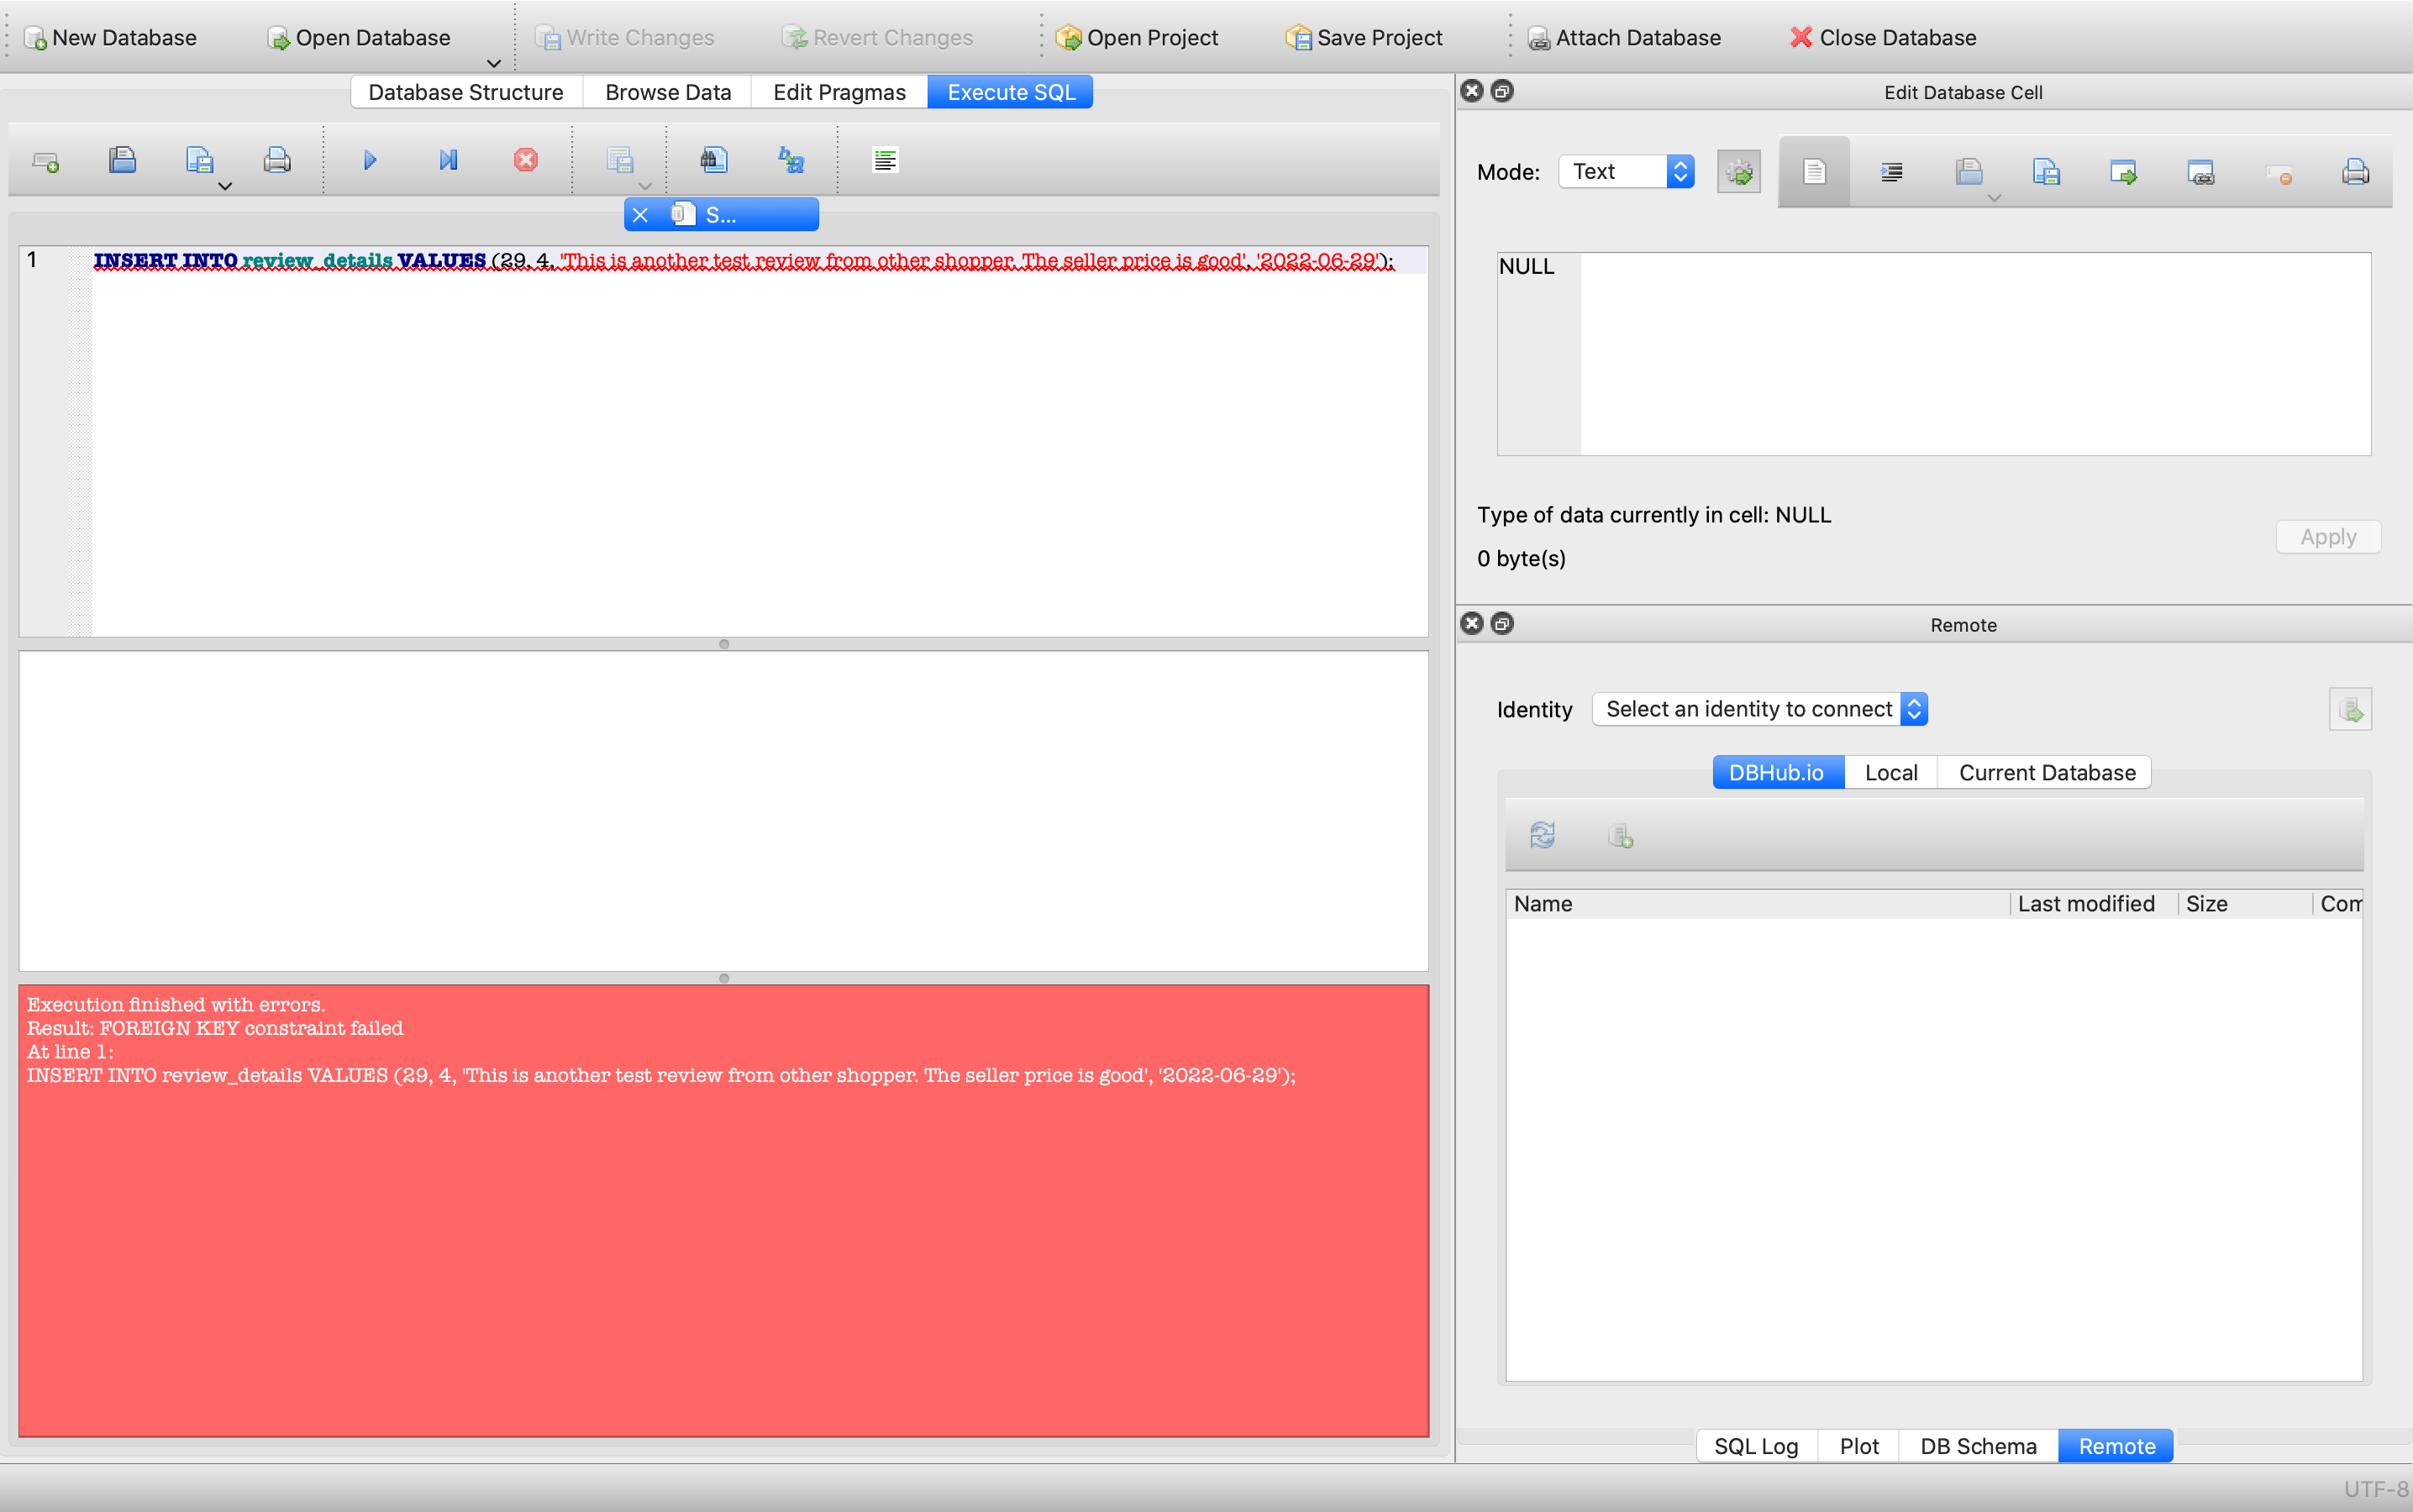 New Database Open Database Write Changes Revert Changes Open Project Save Project Attach Database Close Database
Database Structure Browse Data Edit Pragmas Execute SQL
S...
1 INSERT INTO review_details VALUES (29, 4, 'This is another test review from other shopper. The seller price is good', '2022-06-29');
Execution finished with errors.
Result: FOREIGN KEY constraint failed
At line 1:
INSERT INTO review_details VALUES (29, 4, 'This is another test review from other shopper. The seller price is good', '2022-06-29');
Edit Database Cell
Mode: Text
NULL
Type of data currently in cell: NULL
0 byte(s)
Apply
Remote
Identity Select an identity to connect
DBHub.io Local Current Database
Name Last modified Size Com
SQL Log Plot DB Schema Remote
UTF-8